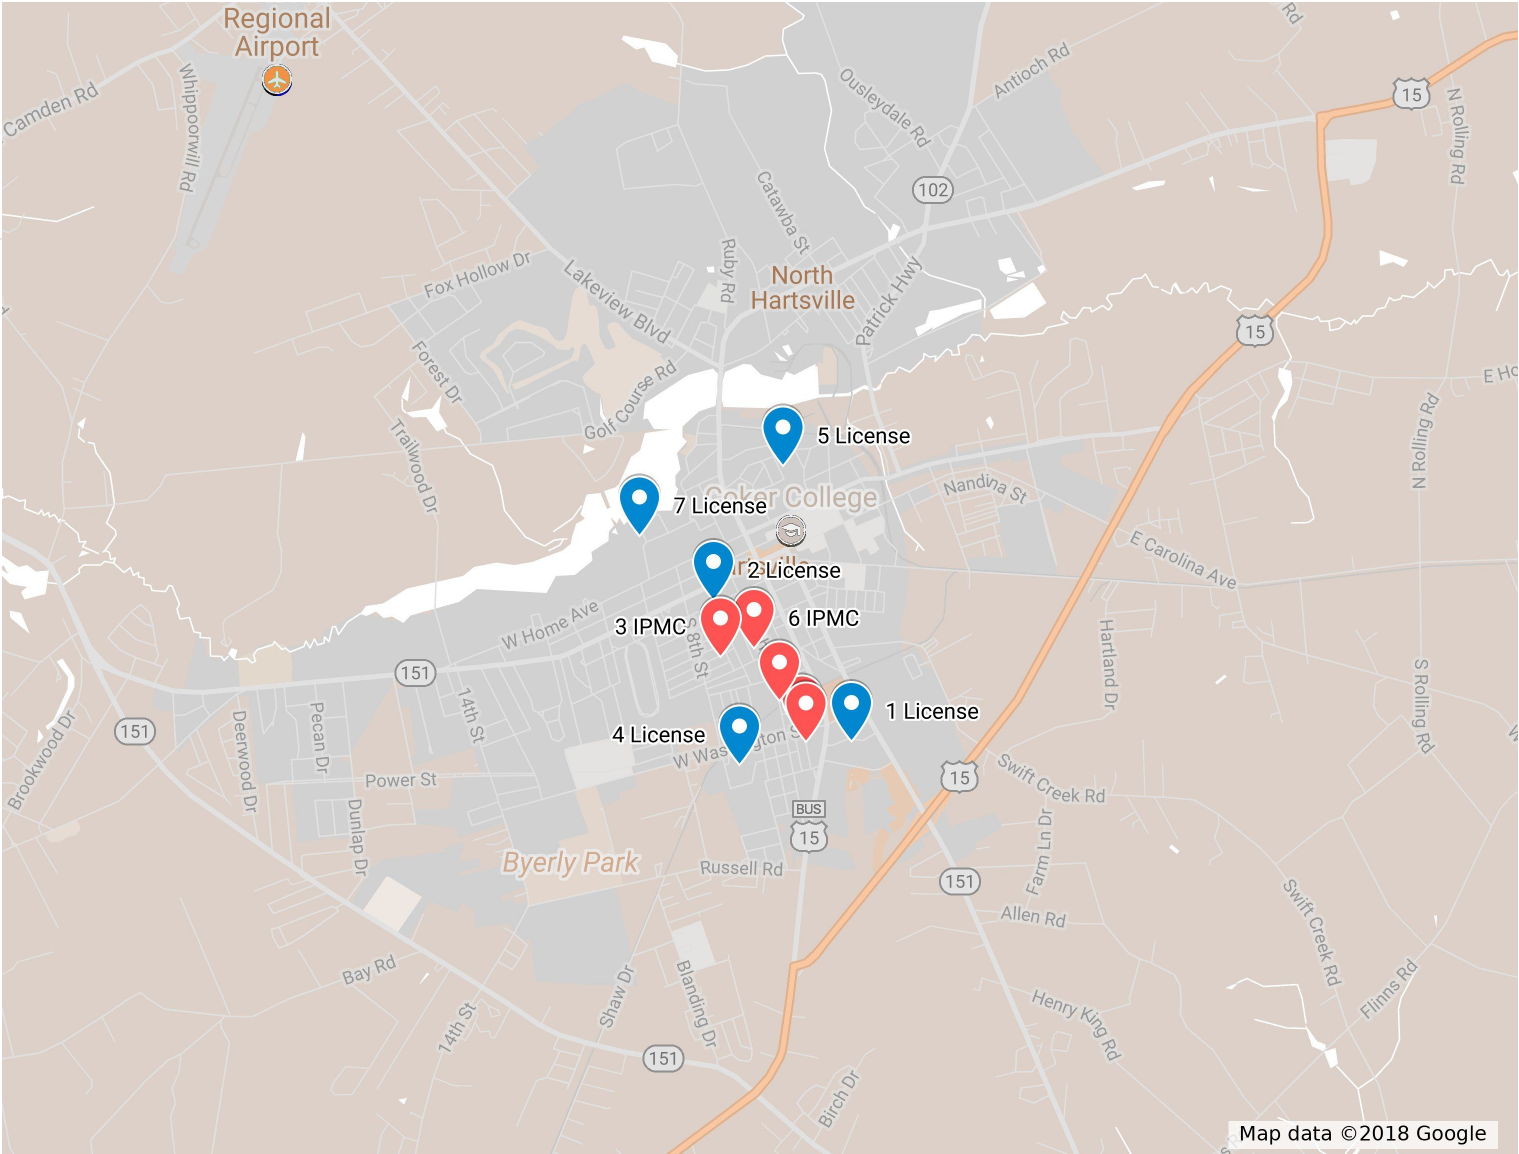 Regional
Airport
Camden Rd
Whippoorwill Rd
Rd
Ousleydale Rd
Antioch Rd
15
N Rolling Rd
102
Catawba St
Ruby Rd
North
Hartsville
Patrick Hwy
Fox Hollow Dr
Lakeview Blvd
15
Forest Dr
Golf Course Rd
E Ho
N Rolling Rd
Trailwood Dr
5 License
Coker College
7 License
Nandina St
E Carolina Ave
2 License
W Home Ave
3 IPMC
6 IPMC
S 8th St
151
Hartland Dr
S Rolling Rd
14th St
1 License
4 License
W Washington S
151
Brookwood Dr
Deerwood Dr
Pecan Dr
Power St
Dunlap Dr
15
Swift Creek Rd
BUS
15
Byerly Park
Russell Rd
151
Farm Ln Dr
Allen Rd
Swift Creek Rd
Bay Rd
Blanding Dr
Shaw Dr
14th St
151
Henry King Rd
Flinns Rd
Birch Dr
Map data ©2018 Google